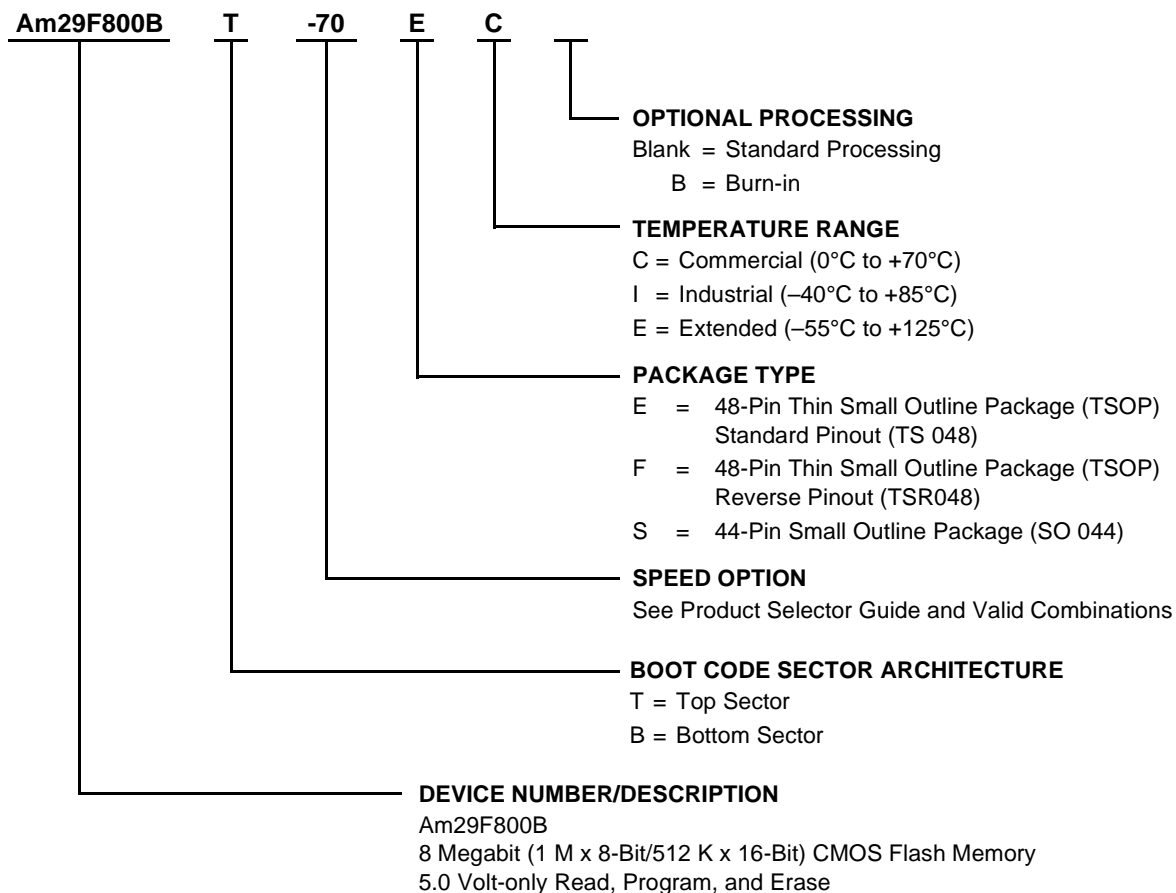 Am29F800B T -70 E C
OPTIONAL PROCESSING
Blank = Standard Processing
B = Burn-in
TEMPERATURE RANGE
C = Commercial (0°C to +70°C)
I = Industrial (–40°C to +85°C)
E = Extended (–55°C to +125°C)
PACKAGE TYPE
E = 48-Pin Thin Small Outline Package (TSOP)
Standard Pinout (TS 048)
F = 48-Pin Thin Small Outline Package (TSOP)
Reverse Pinout (TSR048)
S = 44-Pin Small Outline Package (SO 044)
SPEED OPTION
See Product Selector Guide and Valid Combinations
BOOT CODE SECTOR ARCHITECTURE
T = Top Sector
B = Bottom Sector
DEVICE NUMBER/DESCRIPTION
Am29F800B
8 Megabit (1 M x 8-Bit/512 K x 16-Bit) CMOS Flash Memory
5.0 Volt-only Read, Program, and Erase